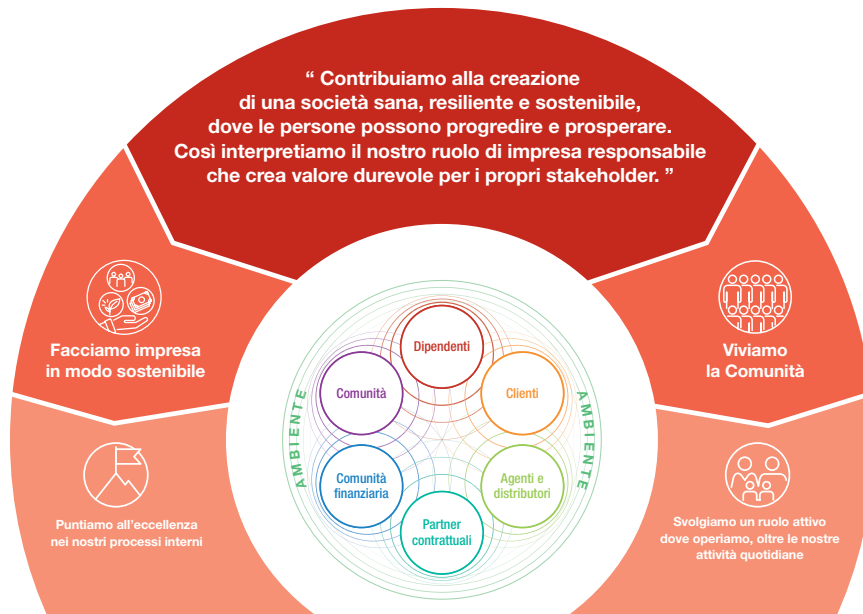 “ Contribuiamo alla creazione
di una società sana, resiliente e sostenibile,
dove le persone possono progredire e prosperare.
Così interpretiamo il nostro ruolo di impresa responsabile
che crea valore durevole per i propri stakeholder. ”
Facciamo impresa
in modo sostenibile
Viviamo
la Comunità
Puntiamo all’eccellenza
nei nostri processi interni
Svolgiamo un ruolo attivo
dove operiamo, oltre le nostre
attività quotidiane
AMBIENTE
AMBIENTE
Dipendenti
Comunità
Clienti
Comunità
finanziaria
Agenti e
distributori
Partner
contrattuali